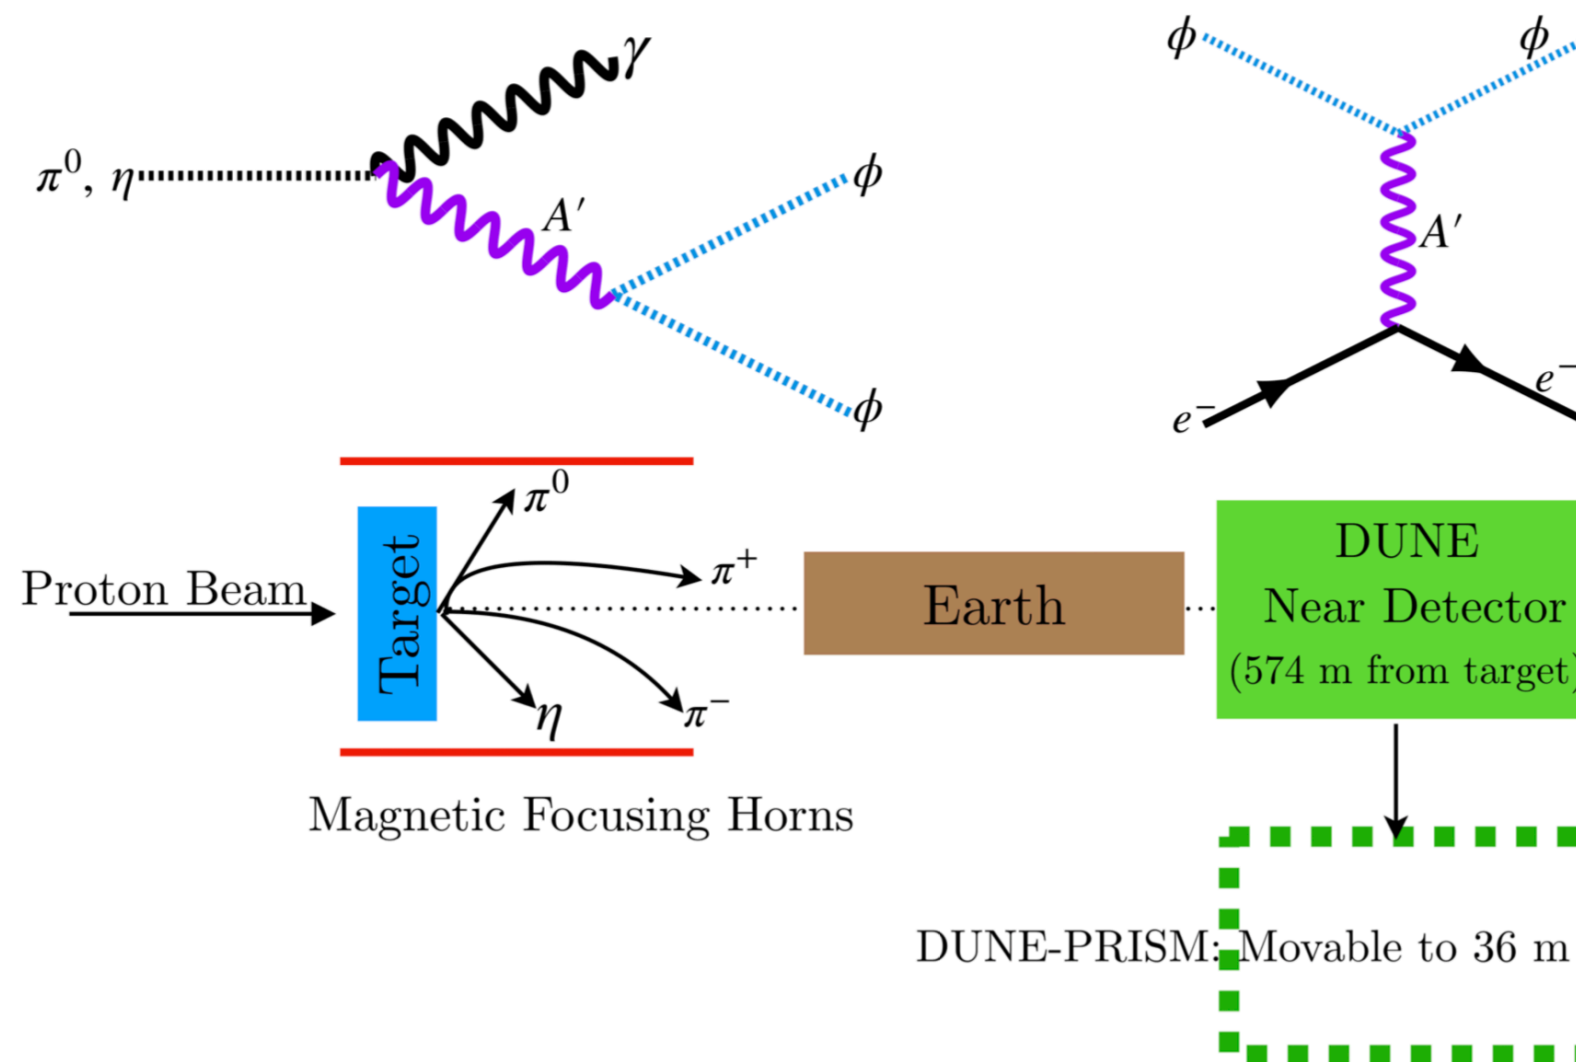 γ
π⁰, η
A′
ϕ
ϕ
ϕ
ϕ
A′
e⁻
e⁻
Proton Beam
Target
π⁰
π⁺
π⁻
η
Magnetic Focusing Horns
Earth
DUNE
Near Detector
(574 m from target)
DUNE-PRISM: Movable to 36 m